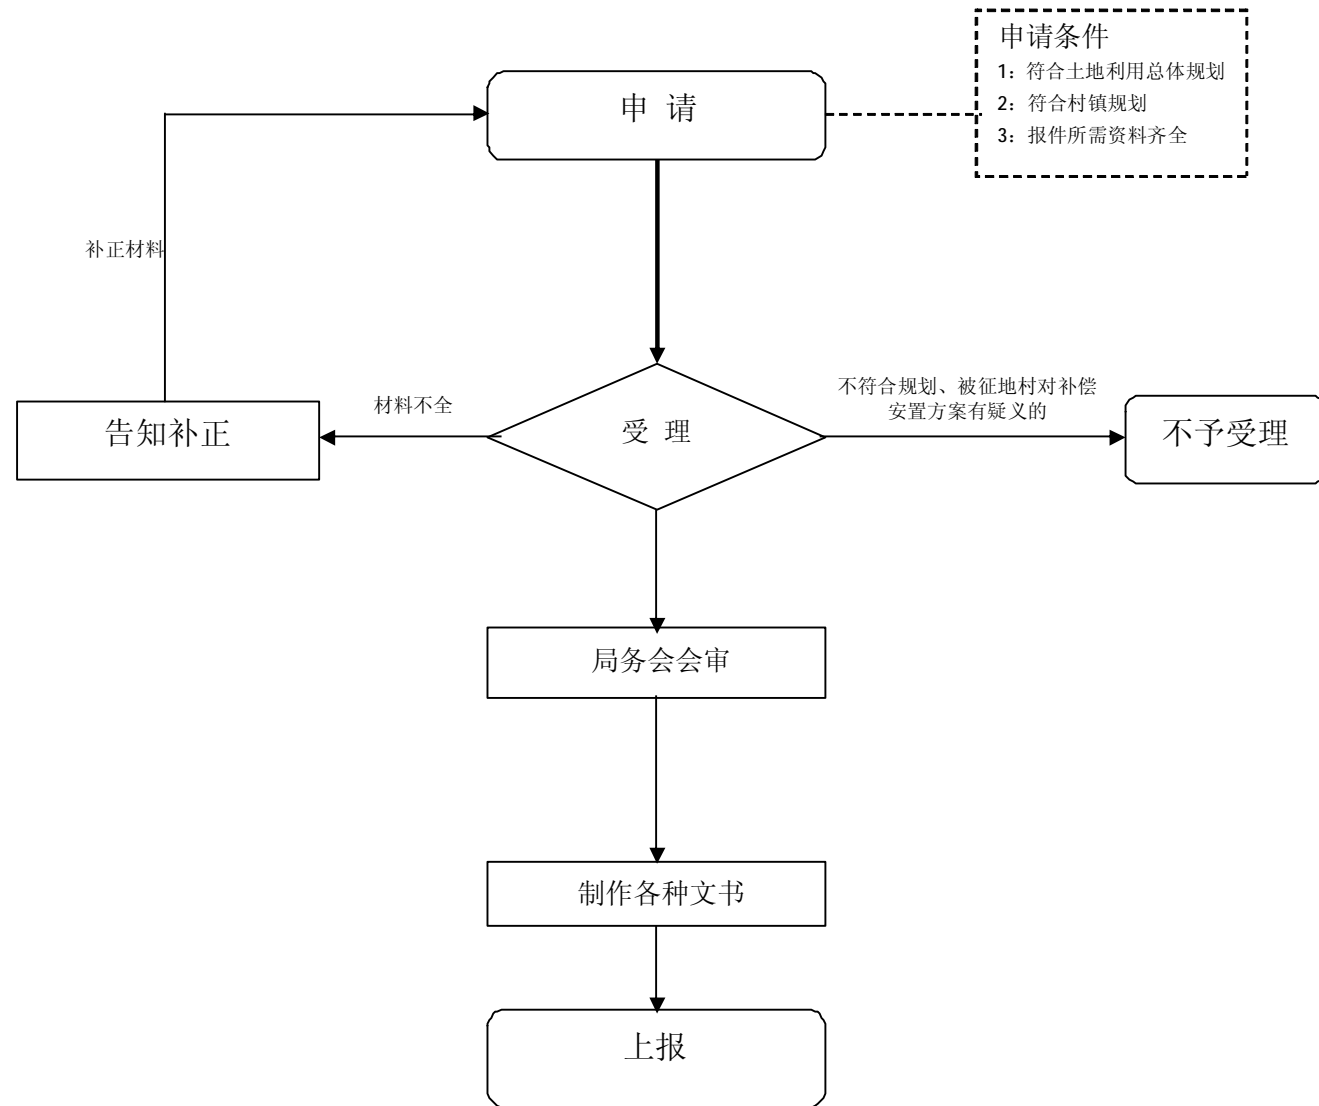 申请条件
1：符合土地利用总体规划
2：符合村镇规划
3：报件所需资料齐全
申 请
补正材料
材料不全
不符合规划、被征地村对补偿
安置方案有疑义的
告知补正
受 理
不予受理
局务会会审
制作各种文书
上报